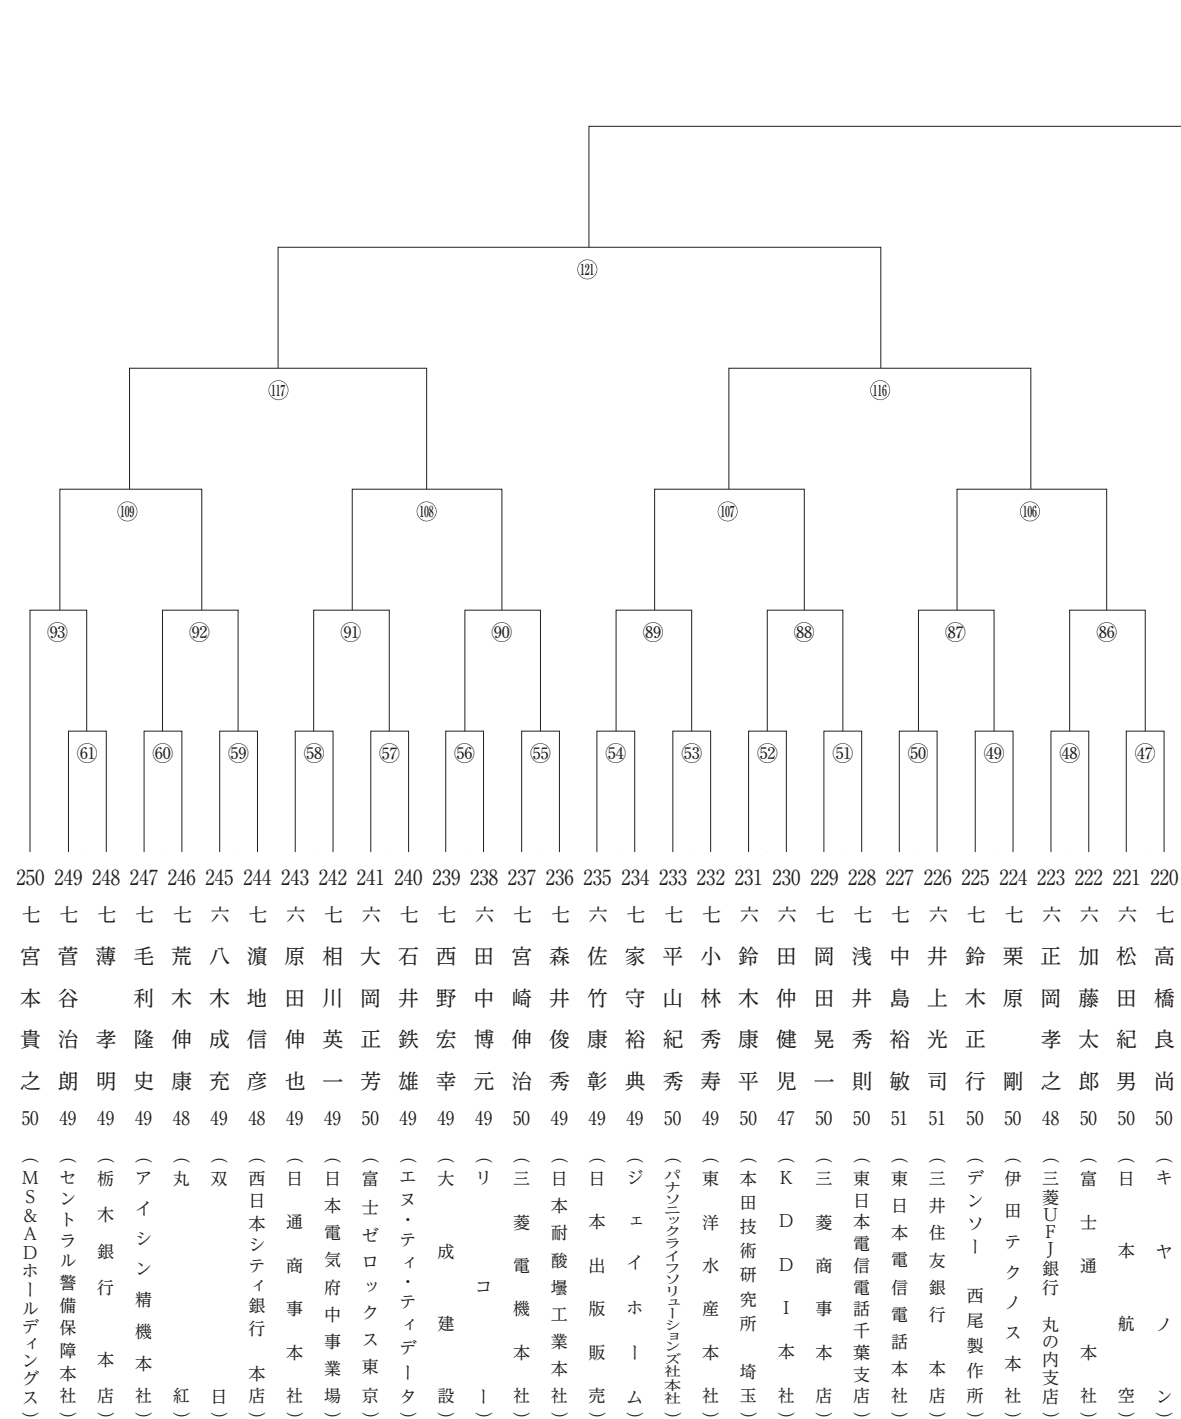 121
117
116
109
108
107
106
93
92
91
90
89
88
87
86
61
60
59
58
57
56
55
54
53
52
51
50
49
48
47
220 七 高橋良尚 50 (キヤノン)
221 六 松田紀男 50 (日本航空)
222 四 加藤太郎 50 (富士通本社)
223 六 正岡孝之 48 (三菱UFJ銀行 丸の内支店)
224 七 栗原 剛 50 (伊田テクノス本社)
225 七 鈴木正行 50 (デンソー 西尾製作所)
226 六 井上光司 51 (三井住友銀行 本店)
227 七 中島裕敏 51 (東日本電信電話本社)
228 七 浅井秀則 50 (東日本電信電話千葉支店)
229 七 岡田晃一 50 (三菱商事本店)
230 六 田仲健児 47 (KDDI本社)
231 六 鈴木康平 50 (本田技術研究所 埼玉)
232 七 小林秀寿 49 (東洋水産本社)
233 七 平山紀秀 50 (パナソニックライフソリューションズ社本社)
234 七 家守裕典 49 (ジェイホーム)
235 六 佐竹康彰 49 (日本出版販売)
236 七 森井俊秀 49 (日本耐酸壜工業本社)
237 七 宮崎伸治 50 (三菱電機本社)
238 六 田中博元 49 (リコー)
239 七 西野宏幸 49 (大成建設)
240 七 石井鉄雄 49 (エヌ・ティ・ティデータ)
241 六 大岡正芳 50 (富士ゼロックス東京)
242 七 相川英一 49 (日本電気府中事業場)
243 六 原田伸也 49 (日通商事本社)
244 七 濵地信彦 48 (西日本シティ銀行 本店)
245 六 八木成充 49 (双日)
246 七 荒木伸康 48 (丸紅)
247 七 毛利隆史 49 (アイシン精機本社)
248 七 薄 孝明 49 (栃木銀行 本店)
249 七 菅谷治朗 49 (セントラル警備保障本社)
250 七 宮本貴之 50 (MS&ADホールディングス)